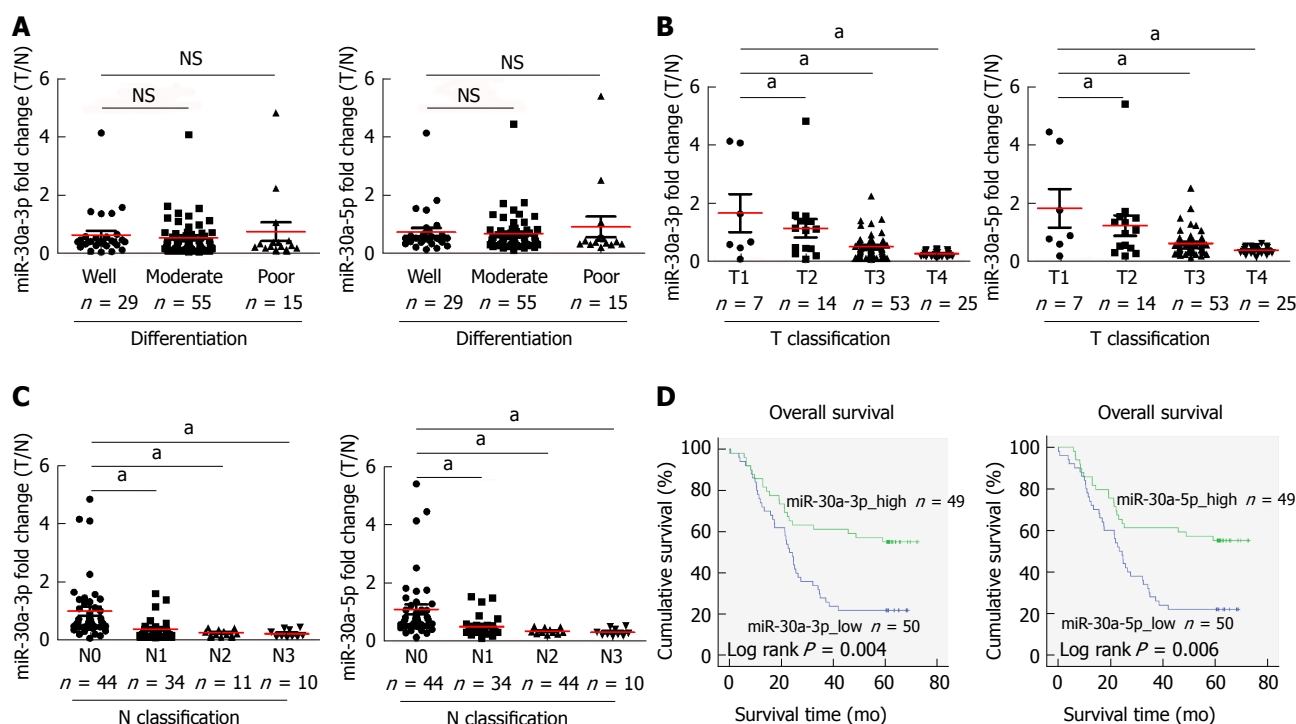 A
miR-30a-3p fold change (T/N)
6
4
2
0
NS
NS
Well Moderate Poor
n = 29 n = 55 n = 15
Differentiation
miR-30a-5p fold change (T/N)
6
4
2
0
NS
NS
Well Moderate Poor
n = 29 n = 55 n = 15
Differentiation
B
miR-30a-3p fold change (T/N)
6
4
2
0
a
a
a
T1 T2 T3 T4
n = 7 n = 14 n = 53 n = 25
T classification
miR-30a-5p fold change (T/N)
6
4
2
0
a
a
a
T1 T2 T3 T4
n = 7 n = 14 n = 53 n = 25
T classification
C
miR-30a-3p fold change (T/N)
6
4
2
0
a
a
a
N0 N1 N2 N3
n = 44 n = 34 n = 11 n = 10
N classification
miR-30a-5p fold change (T/N)
6
4
2
0
a
a
a
N0 N1 N2 N3
n = 44 n = 34 n = 44 n = 10
N classification
D
Overall survival
Cumulative survival (%)
100
80
60
40
20
0
miR-30a-3p_high n = 49
miR-30a-3p_low n = 50
Log rank P = 0.004
0 20 40 60 80
Survival time (mo)
Overall survival
Cumulative survival (%)
100
80
60
40
20
0
miR-30a-5p_high n = 49
miR-30a-5p_low n = 50
Log rank P = 0.006
0 20 40 60 80
Survival time (mo)